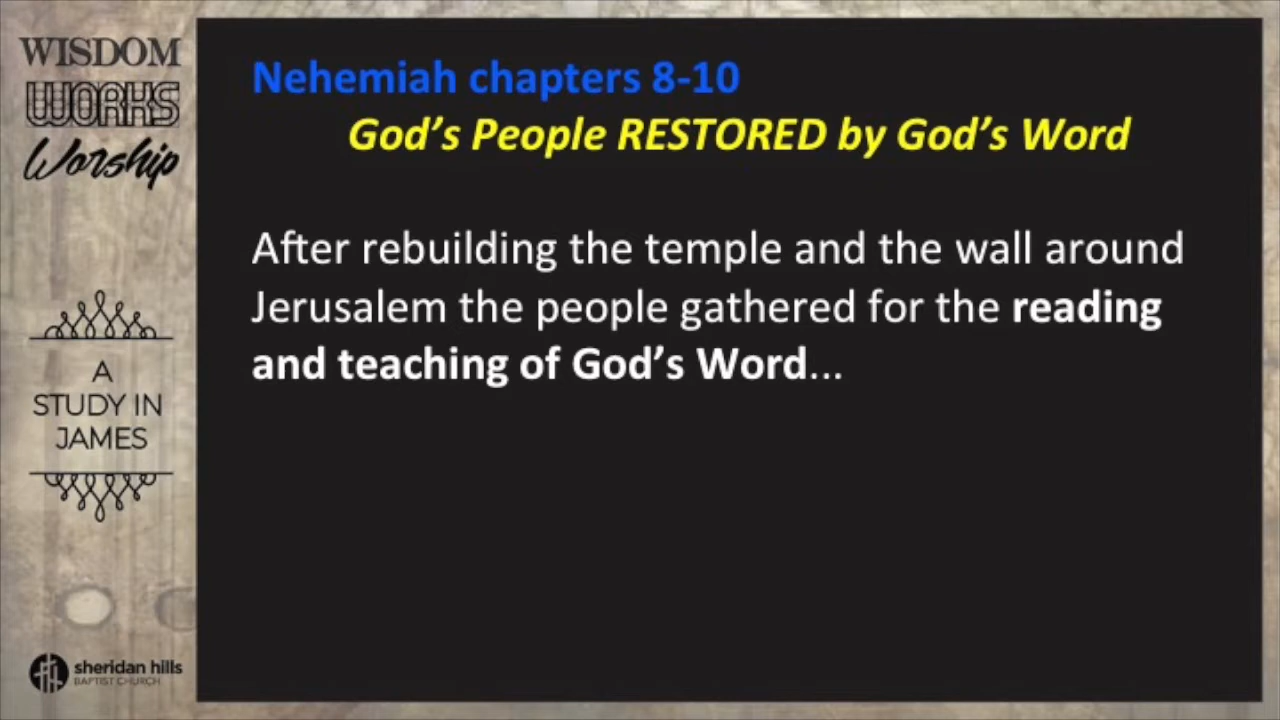 WISDOM
WORKS
Worship
A
STUDY IN
JAMES
sheridan hills
BAPTIST CHURCH
Nehemiah chapters 8-10
God’s People RESTORED by God’s Word
After rebuilding the temple and the wall around
Jerusalem the people gathered for the reading
and teaching of God’s Word...